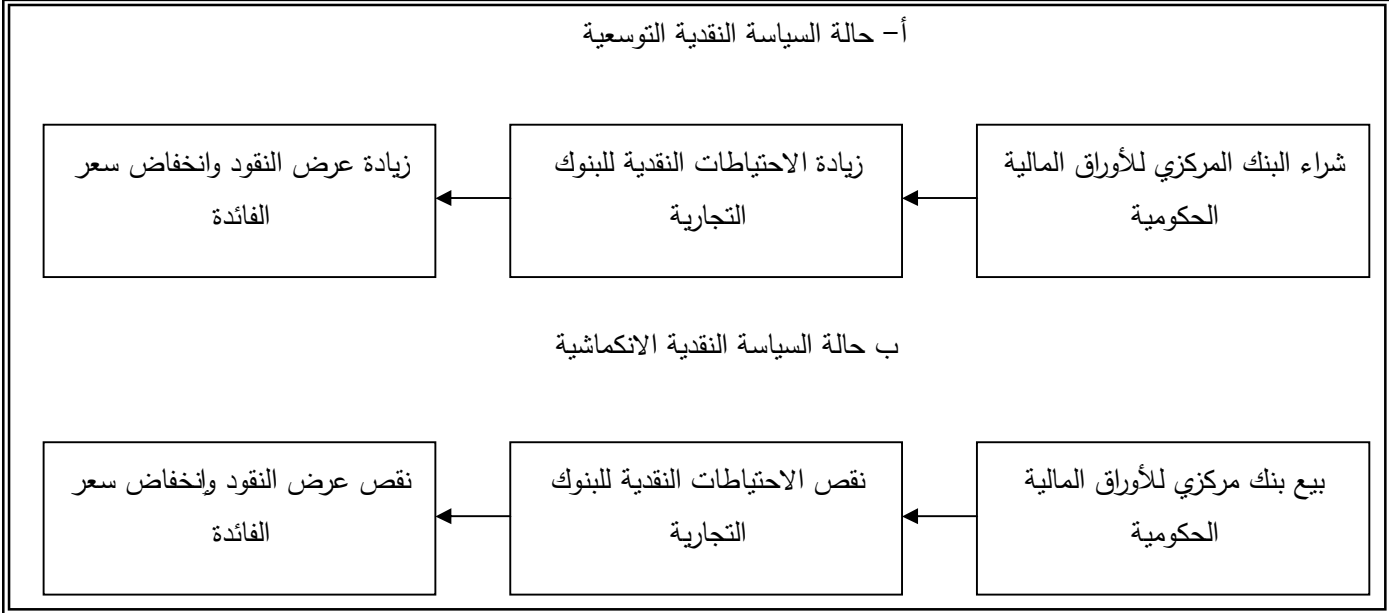 أ– حالة السياسة النقدية التوسعية
شراء البنك المركزي للأوراق المالية
الحكومية
زيادة الاحتياطات النقدية للبنوك
التجارية
زيادة عرض النقود وانخفاض سعر
الفائدة
ب حالة السياسة النقدية الانكماشية
بيع بنك مركزي للأوراق المالية
الحكومية
نقص الاحتياطات النقدية للبنوك
التجارية
نقص عرض النقود وإنخفاض سعر
الفائدة